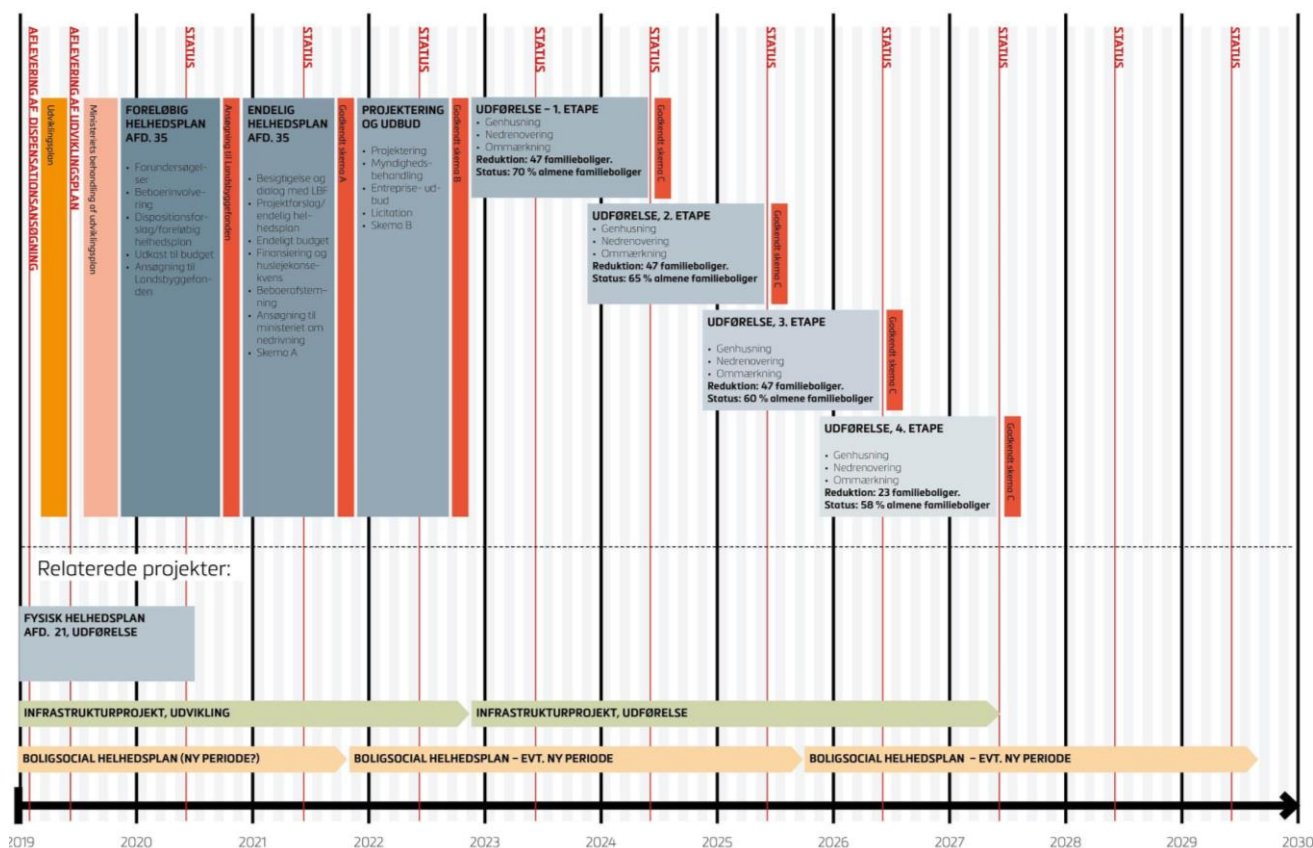 AFLEVERING AF DISPENSATIONSANSØGNING
AFLEVERING AF UDVIKLINGSPLAN
STATUS
STATUS
STATUS
STATUS
STATUS
STATUS
STATUS
STATUS
STATUS
STATUS
Udviklingsplan
Ministeriets behandling af udviklingsplan
FORELØBIG
HELHEDSPLAN
AFD. 35
• Forundersøgel-
ser
• Beboerinvolve-
ring
• Dispositionsfor-
slag/foreløbig
helhedsplan
• Udkast til budget
• Ansøgning til
Landsbyggefon-
den
Ansøgning til Landsbyggefonden
ENDELIG
HELHEDSPLAN
AFD. 35
• Besigtigelse og
dialog med LBF
• Projektforslag/
endelig hel-
hedsplan
• Endeligt budget
• Finansiering og
huslejekonse-
kvens
• Beboerafstem-
ning
• Ansøgning til
ministeriet om
nedrivning
• Skema A
Godkendt skema A
PROJEKTERING
OG UDBUD
• Projektering
• Myndigheds-
behandling
• Entreprise- ud-
bud
• Licitation
• Skema B
Godkendt skema B
UDFØRELSE – 1. ETAPE
• Genhusning
• Nedrenovering
• Ommærkning
Reduktion: 47 familieboliger.
Status: 70 % almene familieboliger
Godkendt skema C
UDFØRELSE, 2. ETAPE
• Genhusning
• Nedrenovering
• Ommærkning
Reduktion: 47 familieboliger.
Status: 65 % almene familieboliger
Godkendt skema C
UDFØRELSE, 3. ETAPE
• Genhusning
• Nedrenovering
• Ommærkning
Reduktion: 47 familieboliger.
Status: 60 % almene familieboliger
Godkendt skema C
UDFØRELSE, 4. ETAPE
• Genhusning
• Nedrenovering
• Ommærkning
Reduktion: 23 familieboliger.
Status: 58 % almene familieboliger
Godkendt skema C
Relaterede projekter:
FYSISK HELHEDSPLAN
AFD. 21, UDFØRELSE
INFRASTRUKTURPROJEKT, UDVIKLING
INFRASTRUKTURPROJEKT, UDFØRELSE
BOLIGSOCIAL HELHEDSPLAN (NY PERIODE?)
BOLIGSOCIAL HELHEDSPLAN – EVT. NY PERIODE
BOLIGSOCIAL HELHEDSPLAN – EVT. NY PERIODE
2019 2020 2021 2022 2023 2024 2025 2026 2027 2028 2029 2030